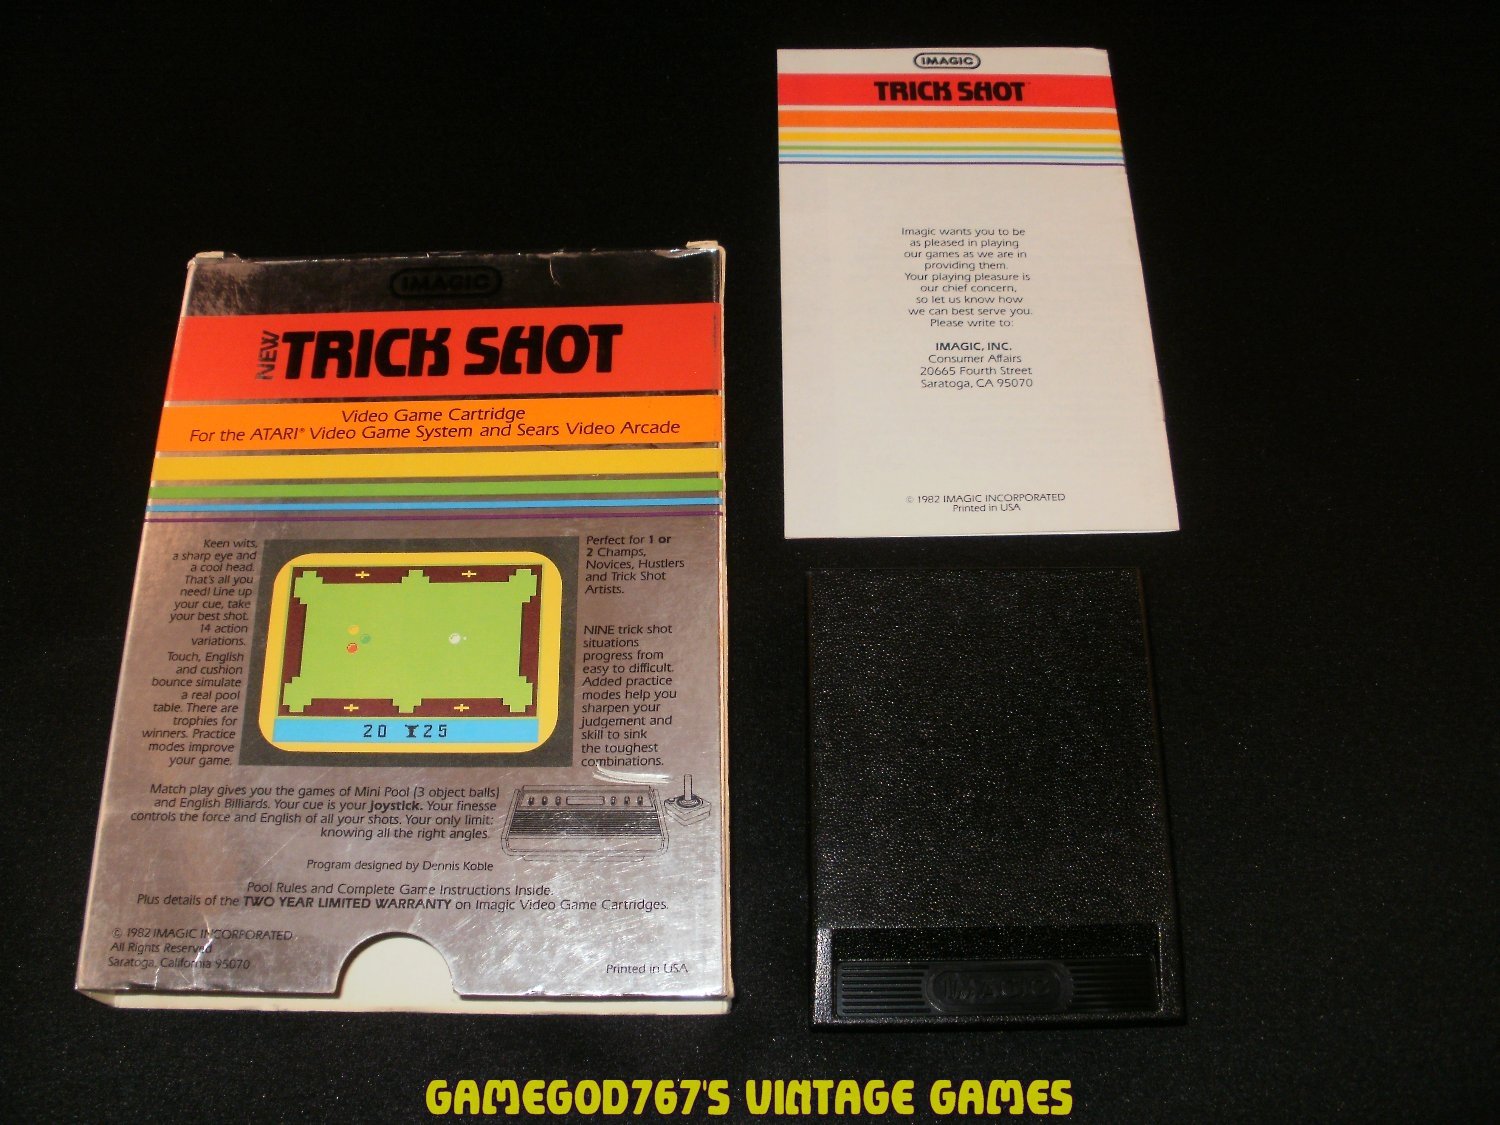 IMAGIC
NEW
TRICK SHOT
Video Game Cartridge
For the ATARI® Video Game System and Sears Video Arcade
Keen wits,
a sharp eye and
a cool head.
That's all you
need! Line up
your cue, take
your best shot.
14 action
variations.
Touch, English
and cushion
bounce simulate
a real pool
table. There are
trophies for
winners. Practice
modes improve
your game.
20 25
Perfect for 1 or
2 Champs,
Novices, Hustlers
and Trick Shot
Artists.
NINE trick shot
situations
progress from
easy to difficult.
Added practice
modes help you
sharpen your
judgement and
skill to sink
the toughest
combinations.
Match play gives you the games of Mini Pool (3 object balls)
and English Billiards. Your cue is your joystick. Your finesse
controls the force and English of all your shots. Your only limit:
knowing all the right angles.
Program designed by Dennis Koble
Pool Rules and Complete Game Instructions Inside.
Plus details of the TWO YEAR LIMITED WARRANTY on Imagic Video Game Cartridges.
© 1982 IMAGIC INCORPORATED
All Rights Reserved
Saratoga, California 95070
Printed in USA
IMAGIC
TRICK SHOT™
Imagic wants you to be
as pleased in playing
our games as we are in
providing them.
Your playing pleasure is
our chief concern,
so let us know how
we can best serve you.
Please write to:
IMAGIC, INC.
Consumer Affairs
20665 Fourth Street
Saratoga, CA 95070
© 1982 IMAGIC INCORPORATED
Printed in USA
IMAGIC
GAMEGOD767'S VINTAGE GAMES